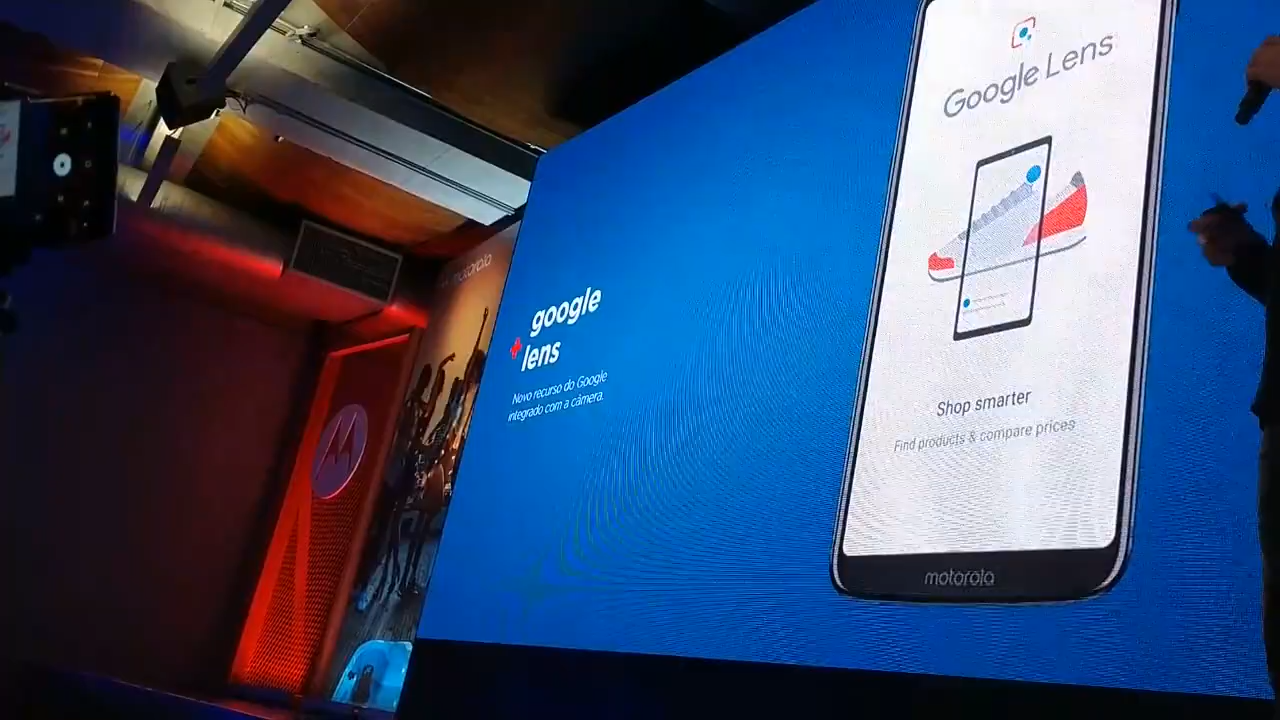 Google Lens
motorola
google
lens
Novo recurso do Google
integrado com a câmera.
Shop smarter
Find products & compare prices
motorola